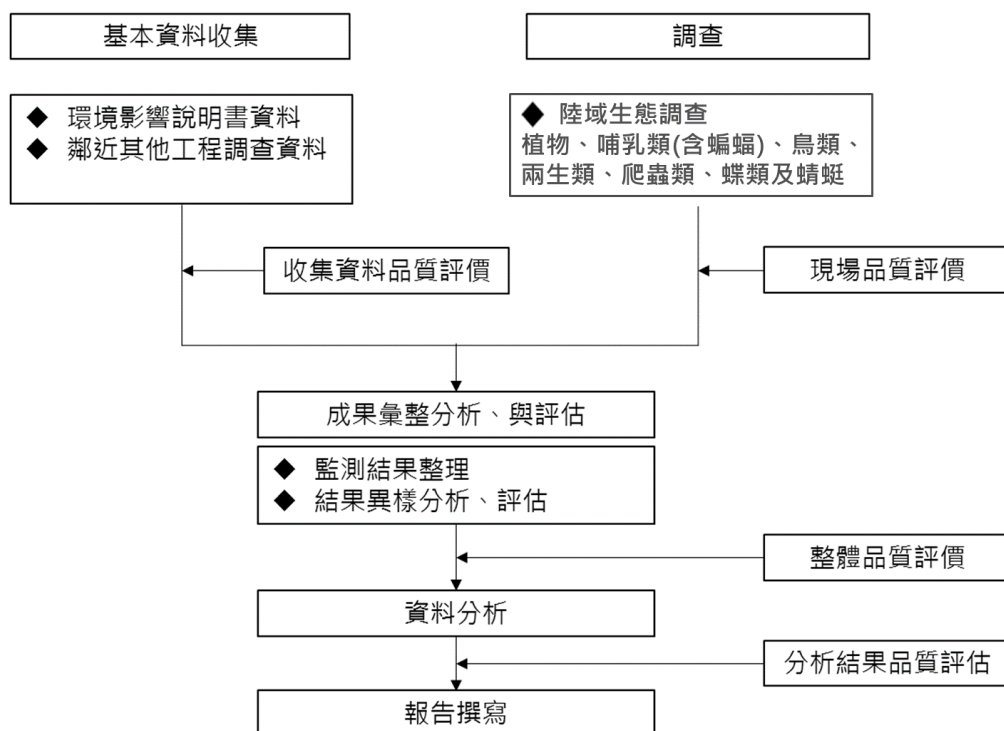 基本資料收集
調查
◆ 環境影響說明書資料
◆ 鄰近其他工程調查資料
◆ 陸域生態調查
植物、哺乳類(含蝙蝠)、鳥類、
兩生類、爬蟲類、蝶類及蜻蜓
收集資料品質評價
現場品質評價
成果彙整分析、與評估
◆ 監測結果整理
◆ 結果異樣分析、評估
整體品質評價
資料分析
分析結果品質評估
報告撰寫